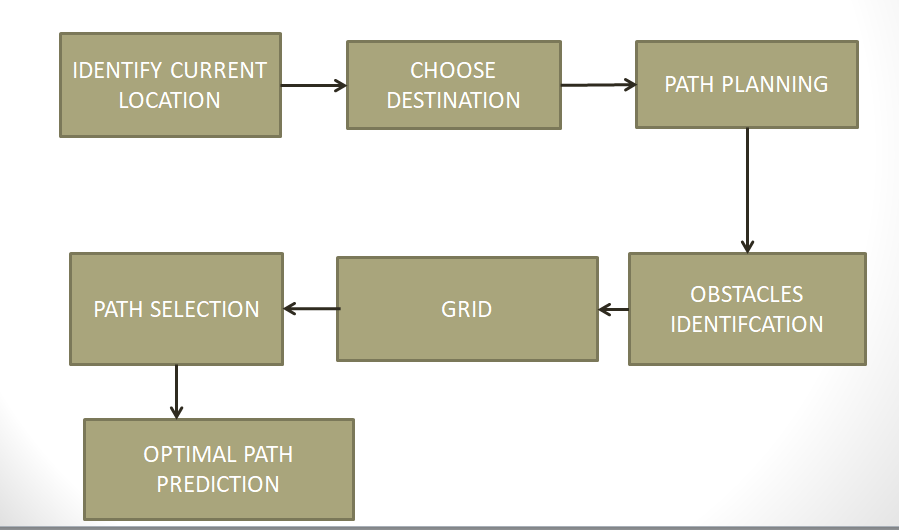 IDENTIFY CURRENT
LOCATION
CHOOSE
DESTINATION
PATH PLANNING
OBSTACLES
IDENTIFCATION
GRID
PATH SELECTION
OPTIMAL PATH
PREDICTION